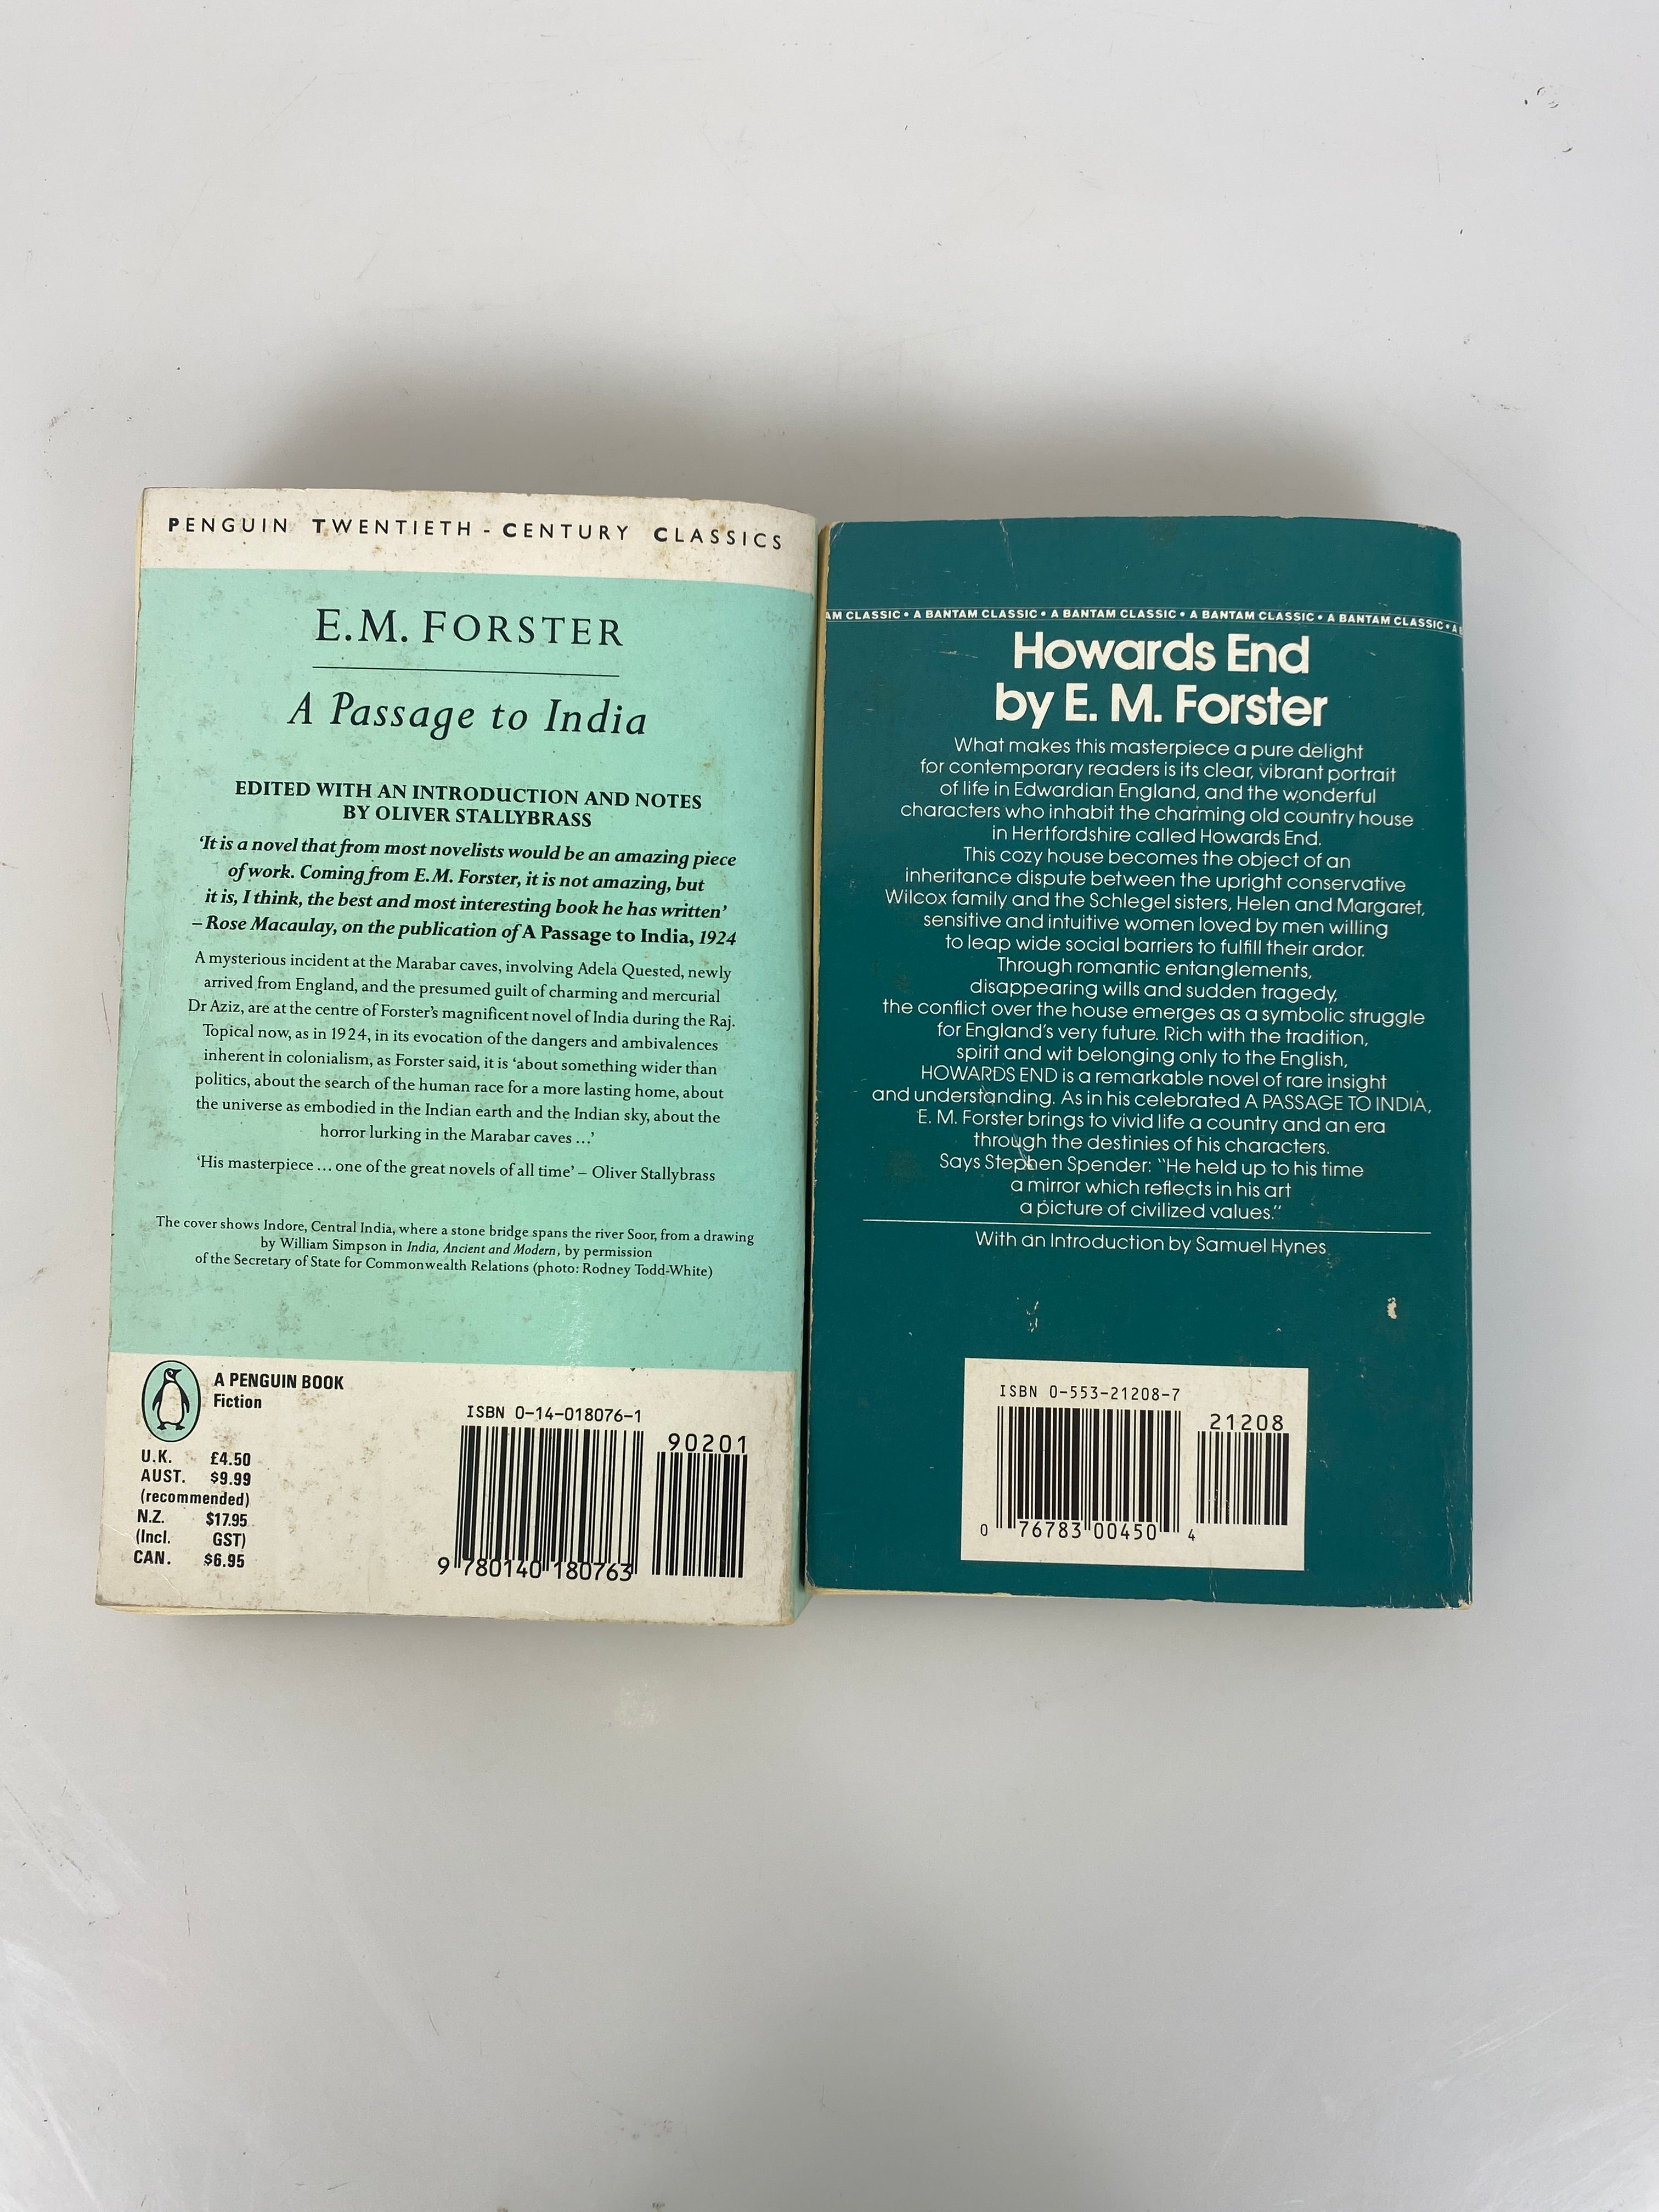 PENGUIN TWENTIETH-CENTURY CLASSICS
E.M. FORSTER
A Passage to India
EDITED WITH AN INTRODUCTION AND NOTES
BY OLIVER STALLYBRASS
‘It is a novel that from most novelists would be an amazing piece
of work. Coming from E. M. Forster, it is not amazing, but
it is, I think, the best and most interesting book he has written’
– Rose Macaulay, on the publication of A Passage to India, 1924
A mysterious incident at the Marabar caves, involving Adela Quested, newly
arrived from England, and the presumed guilt of charming and mercurial
Dr Aziz, are at the centre of Forster’s magnificent novel of India during the Raj.
Topical now, as in 1924, in its evocation of the dangers and ambivalences
inherent in colonialism, as Forster said, it is ‘about something wider than
politics, about the search of the human race for a more lasting home, about
the universe as embodied in the Indian earth and the Indian sky, about the
horror lurking in the Marabar caves ...’
‘His masterpiece ... one of the great novels of all time’ – Oliver Stallybrass
The cover shows Indore, Central India, where a stone bridge spans the river Soor, from a drawing
by William Simpson in India, Ancient and Modern, by permission
of the Secretary of State for Commonwealth Relations (photo: Rodney Todd-White)
A PENGUIN BOOK
Fiction
U.K. £4.50
AUST. $9.99
(recommended)
N.Z. $17.95
(Incl. GST)
CAN. $6.95
ISBN 0-14-018076-1
90201
9 780140 180763
AM CLASSIC • A BANTAM CLASSIC • A BANTAM CLASSIC • A BANTAM CLASSIC • A BANTAM CLASSIC • A B
Howards End
by E. M. Forster
What makes this masterpiece a pure delight
for contemporary readers is its clear, vibrant portrait
of life in Edwardian England, and the wonderful
characters who inhabit the charming old country house
in Hertfordshire called Howards End.
This cozy house becomes the object of an
inheritance dispute between the upright conservative
Wilcox family and the Schlegel sisters, Helen and Margaret,
sensitive and intuitive women loved by men willing
to leap wide social barriers to fulfill their ardor.
Through romantic entanglements,
disappearing wills and sudden tragedy,
the conflict over the house emerges as a symbolic struggle
for England's very future. Rich with the tradition,
spirit and wit belonging only to the English,
HOWARDS END is a remarkable novel of rare insight
and understanding. As in his celebrated A PASSAGE TO INDIA,
E. M. Forster brings to vivid life a country and an era
through the destinies of his characters.
Says Stephen Spender: "He held up to his time
a mirror which reflects in his art
a picture of civilized values."
With an Introduction by Samuel Hynes
ISBN 0-553-21208-7
21208
0 76783 00450 4